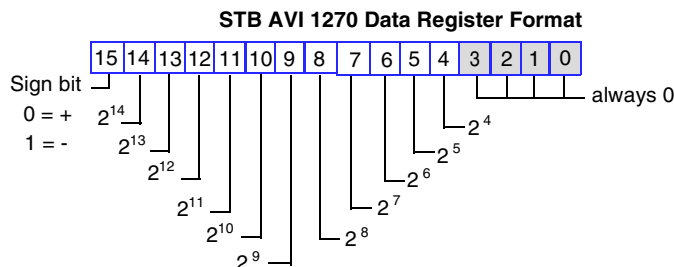 STB AVI 1270 Data Register Format
15 14 13 12 11 10 9 8 7 6 5 4 3 2 1 0
Sign bit
0 = +
1 = -
always 0
2^14
2^4
2^13
2^5
2^12
2^6
2^11
2^7
2^10
2^8
2^9